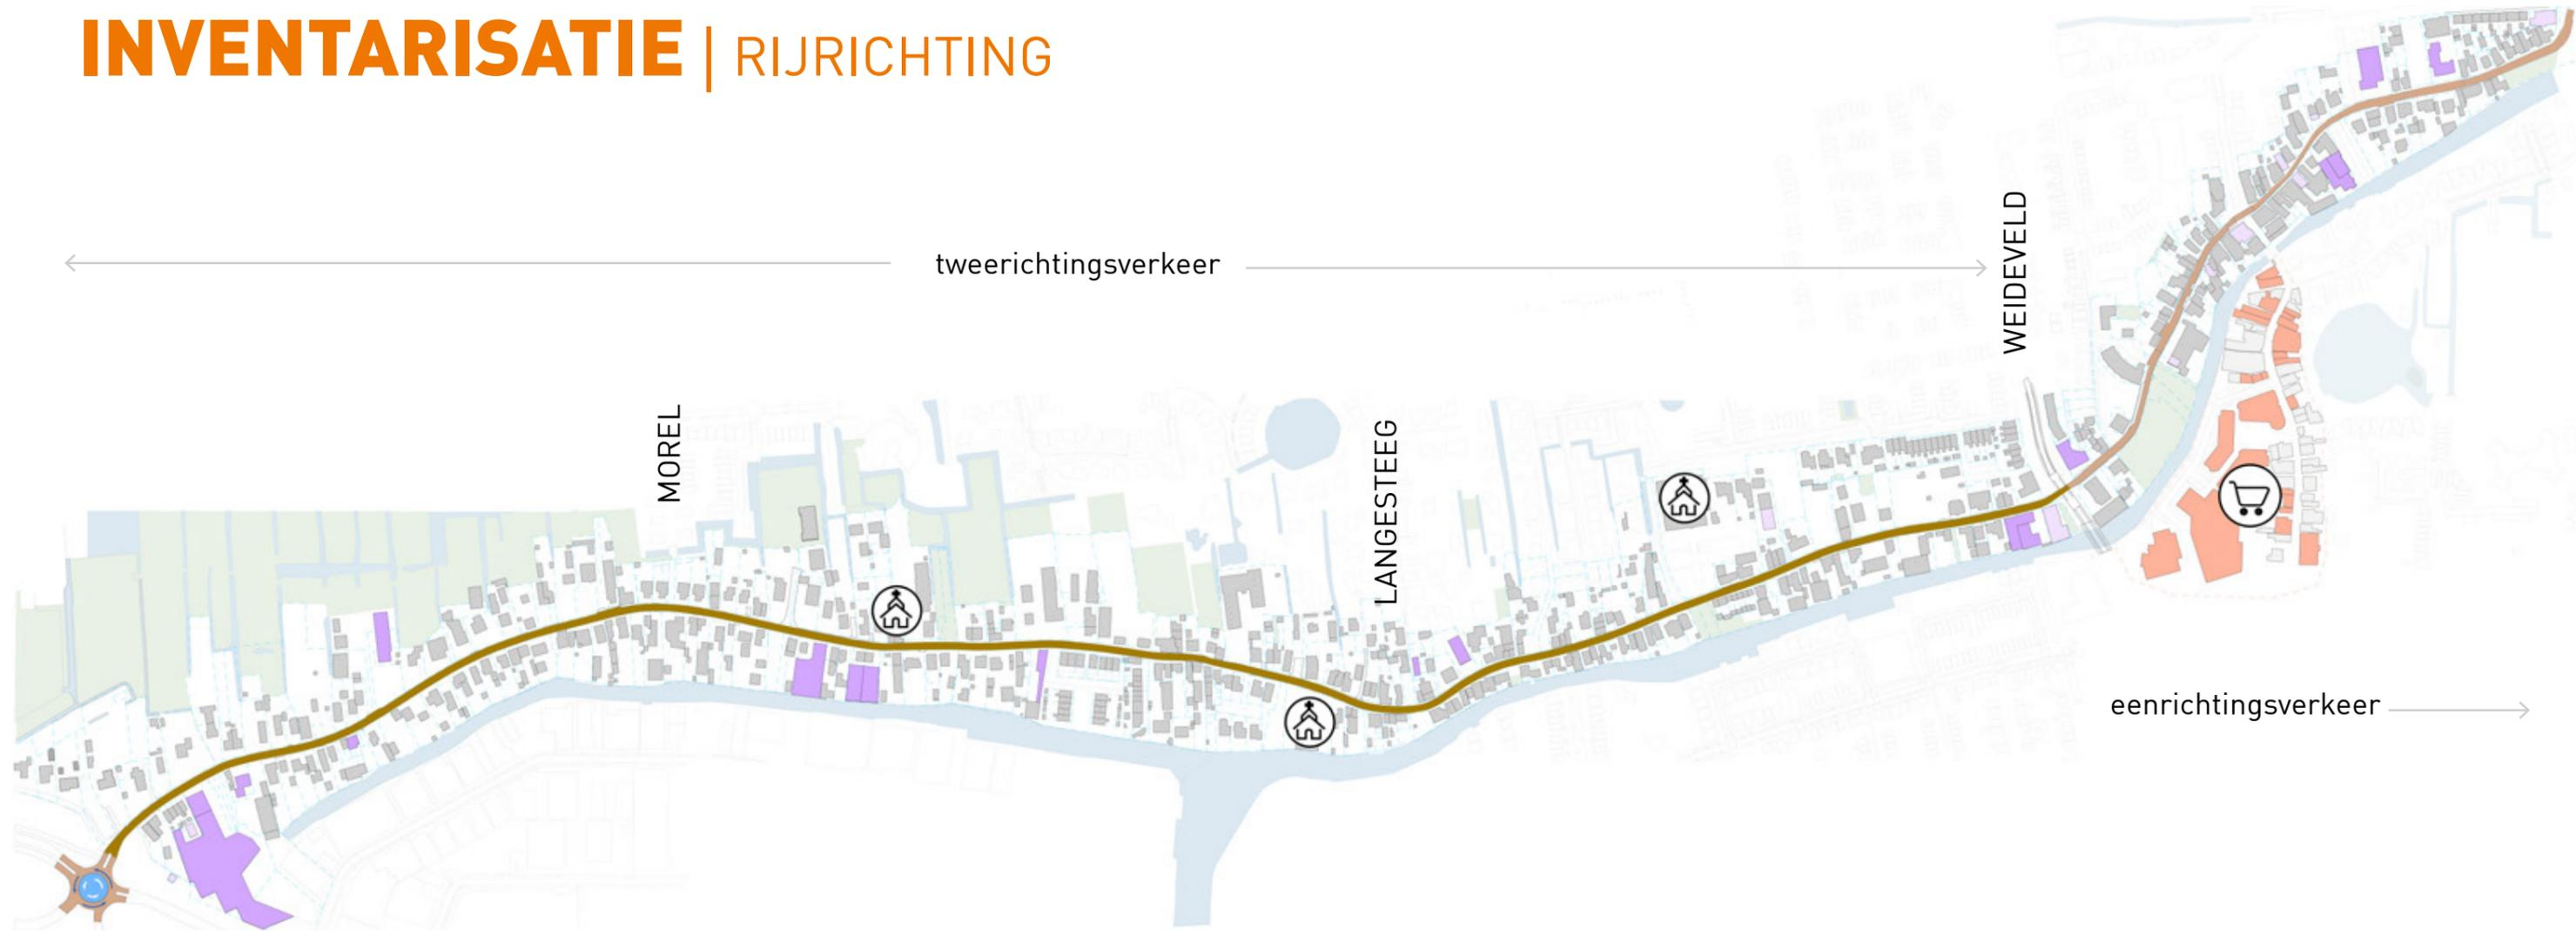 INVENTARISATIE | RIJRICHTING
tweerichtingsverkeer
WEIDEVELD
MOREL
LANGESTEEG
eenrichtingsverkeer